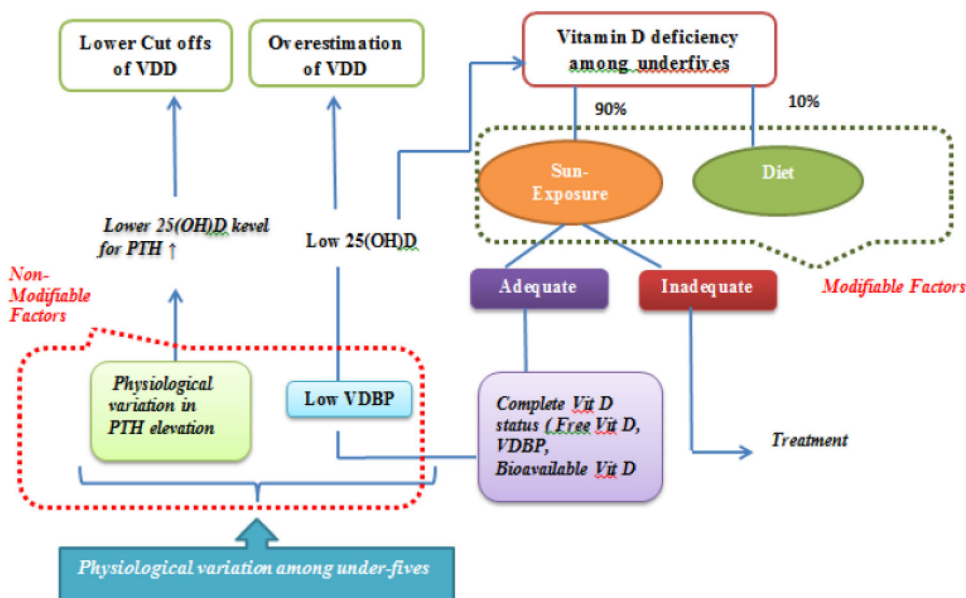 Lower Cut offs
of VDD
Overestimation
of VDD
Vitamin D deficiency
among underfives
90%
10%
Sun-
Exposure
Diet
Lower 25(OH)D kevel
for PTH ↑
Low 25(OH)D
Non-
Modifiable
Factors
Adequate
Inadequate
Modifiable Factors
Physiological
variation in
PTH elevation
Low VDBP
Complete Vit D
status ( Free Vit D,
VDBP,
Bioavailable Vit D
Treatment
Physiological variation among under-fives